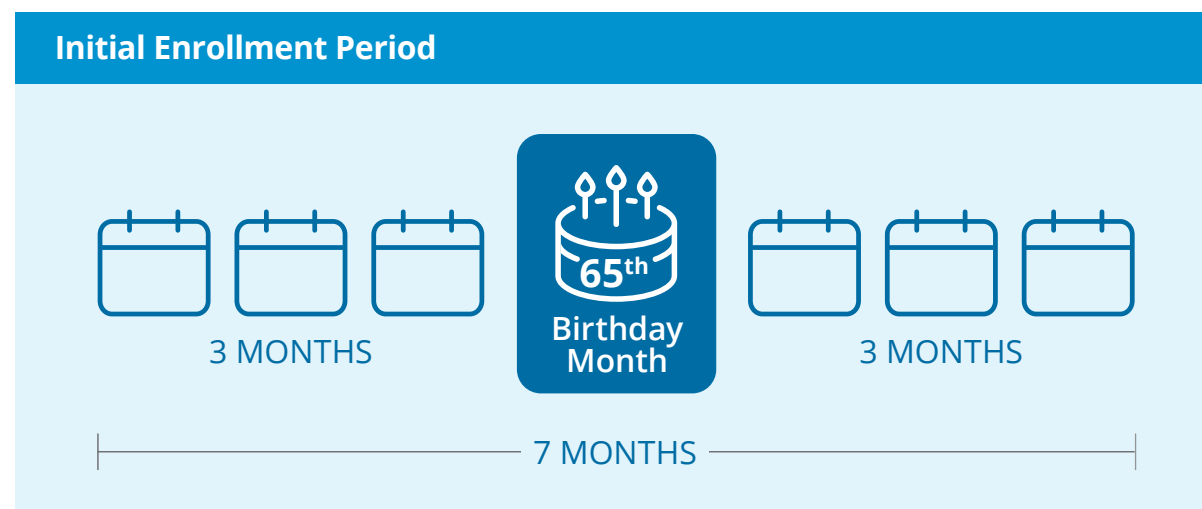 Initial Enrollment Period
65th
Birthday
Month
3 MONTHS
3 MONTHS
7 MONTHS